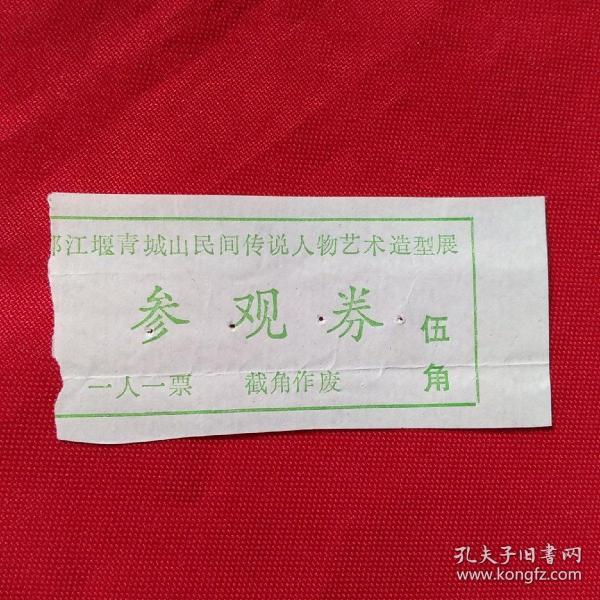 都江堰青城山民间传说人物艺术造型展
参观券
伍角
一人一票 截角作废
孔夫子旧书网
www.kongfz.com